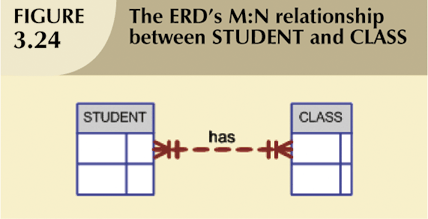 FIGURE
3.24
The ERD's M:N relationship
between STUDENT and CLASS
STUDENT
has
CLASS